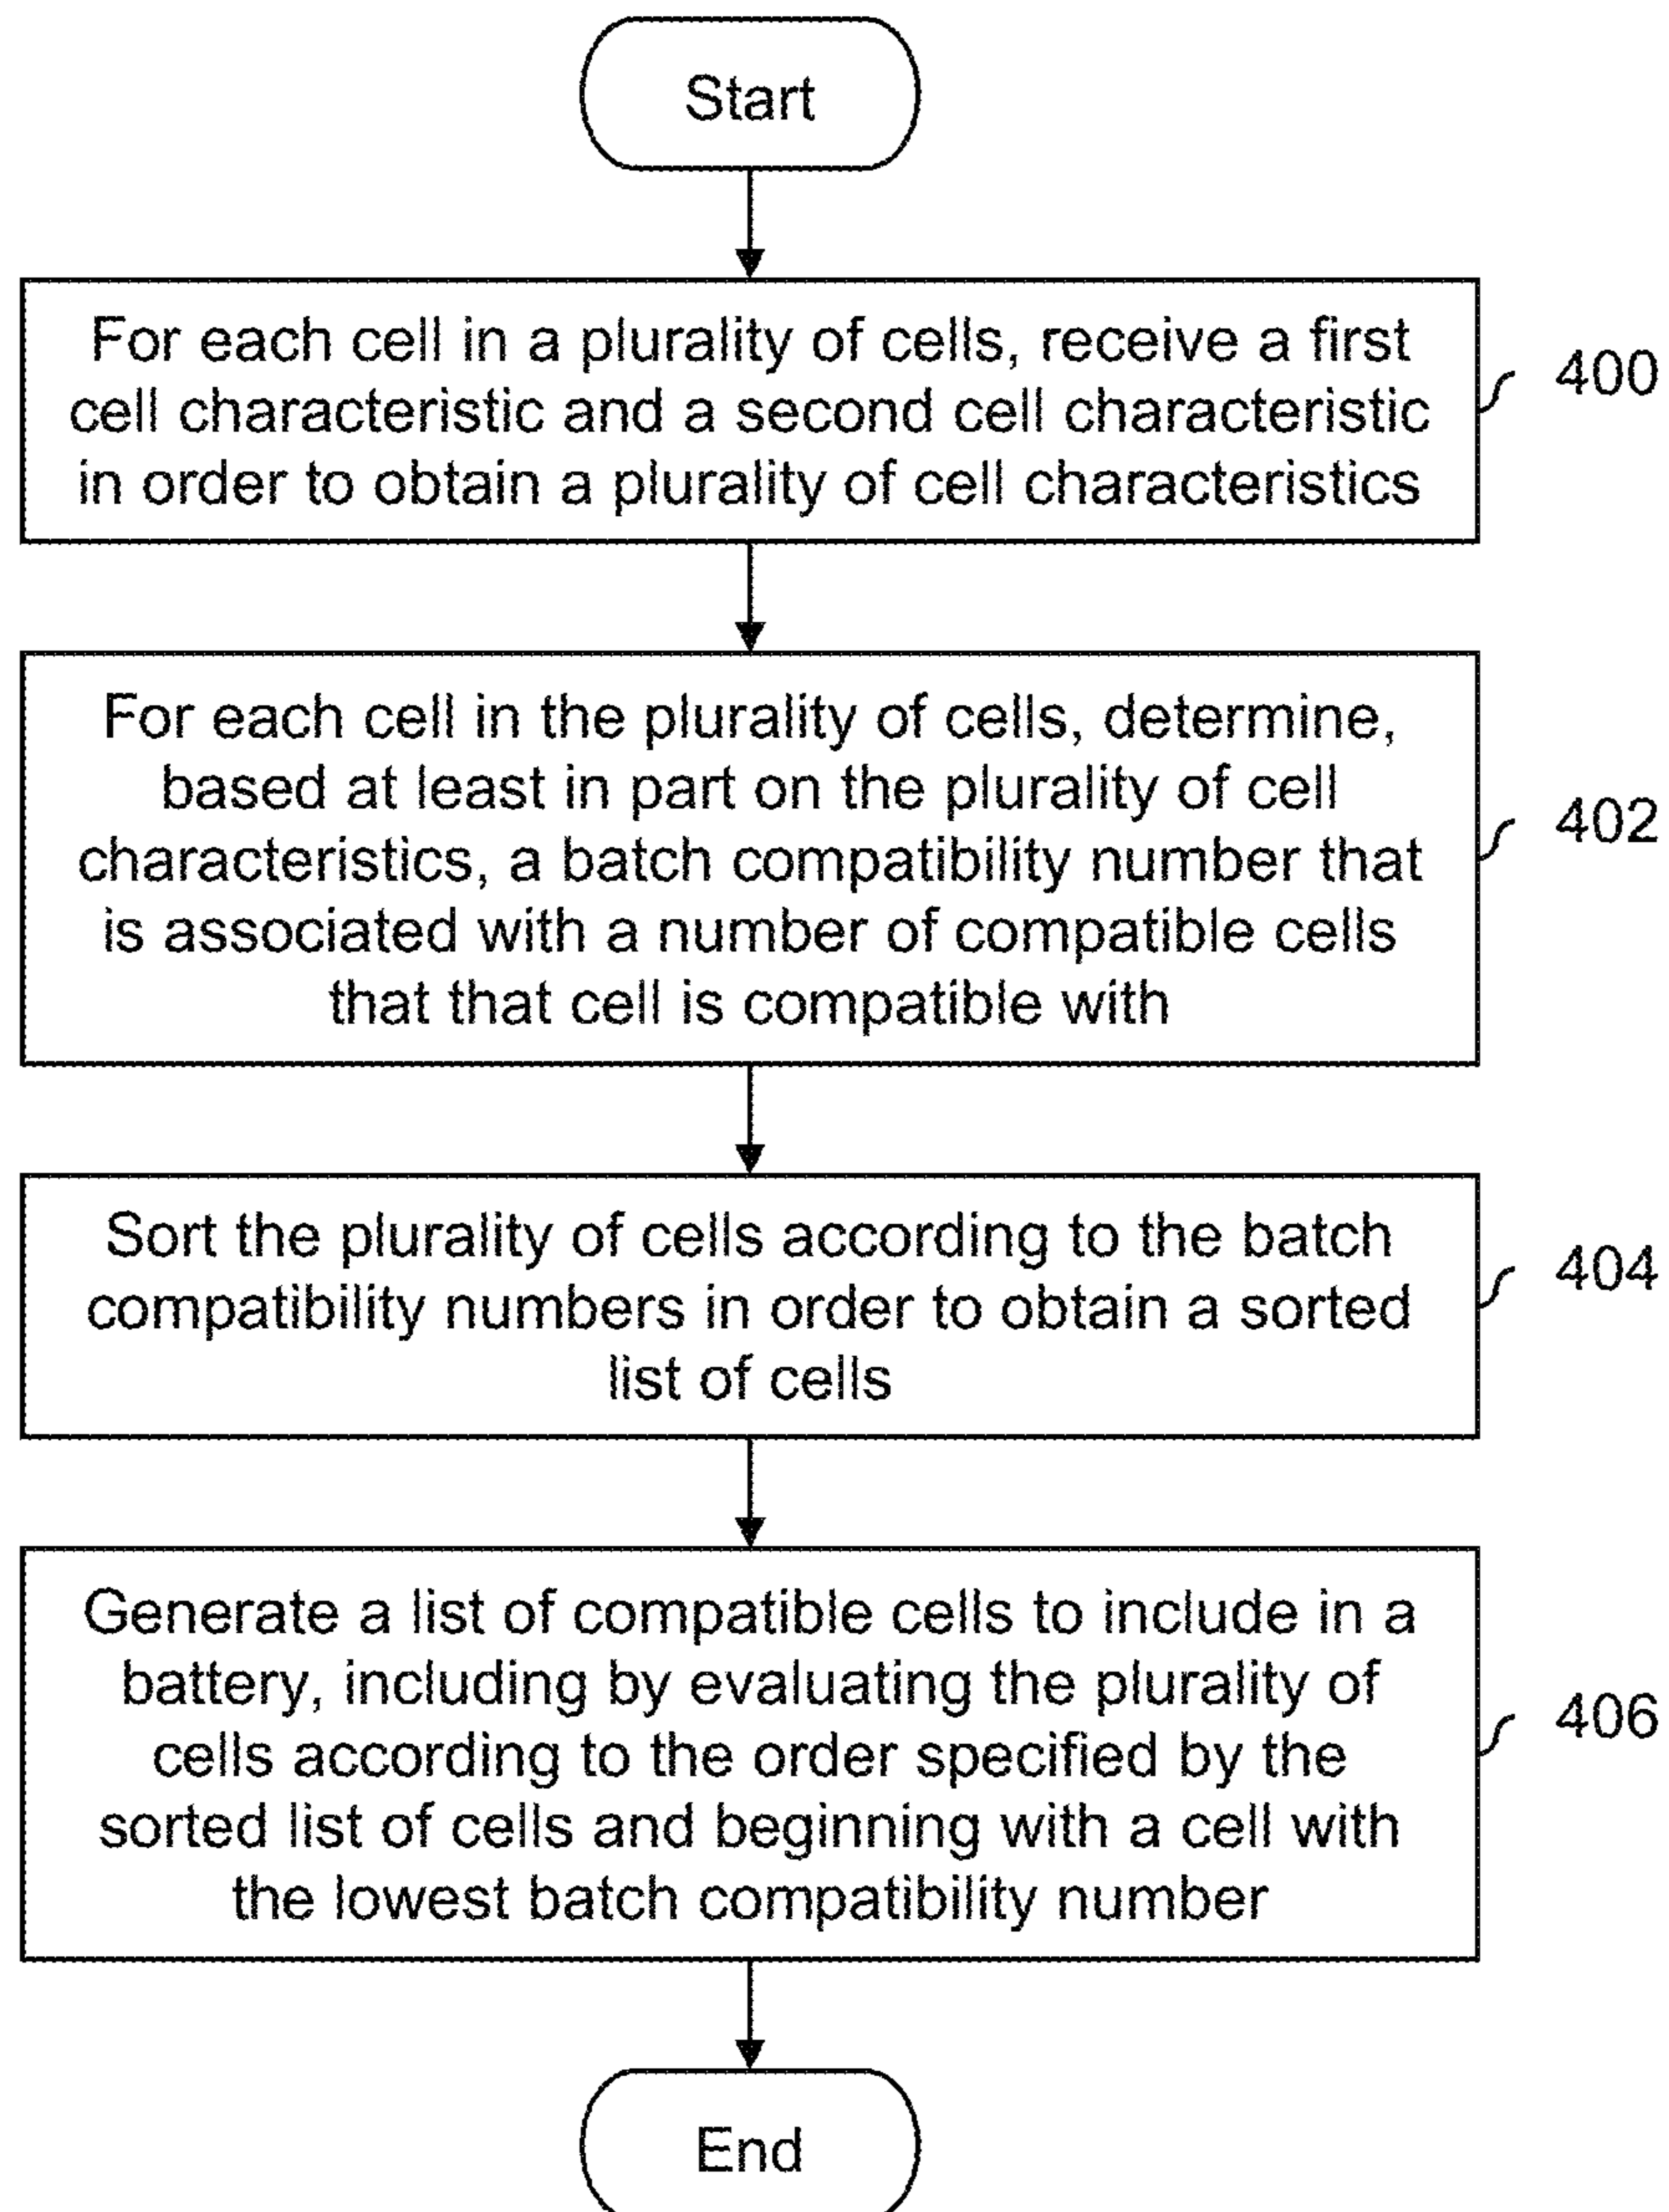 Start
For each cell in a plurality of cells, receive a first
cell characteristic and a second cell characteristic
in order to obtain a plurality of cell characteristics
400
For each cell in the plurality of cells, determine,
based at least in part on the plurality of cell
characteristics, a batch compatibility number that
is associated with a number of compatible cells
that that cell is compatible with
402
Sort the plurality of cells according to the batch
compatibility numbers in order to obtain a sorted
list of cells
404
Generate a list of compatible cells to include in a
battery, including by evaluating the plurality of
cells according to the order specified by the
sorted list of cells and beginning with a cell with
the lowest batch compatibility number
406
End